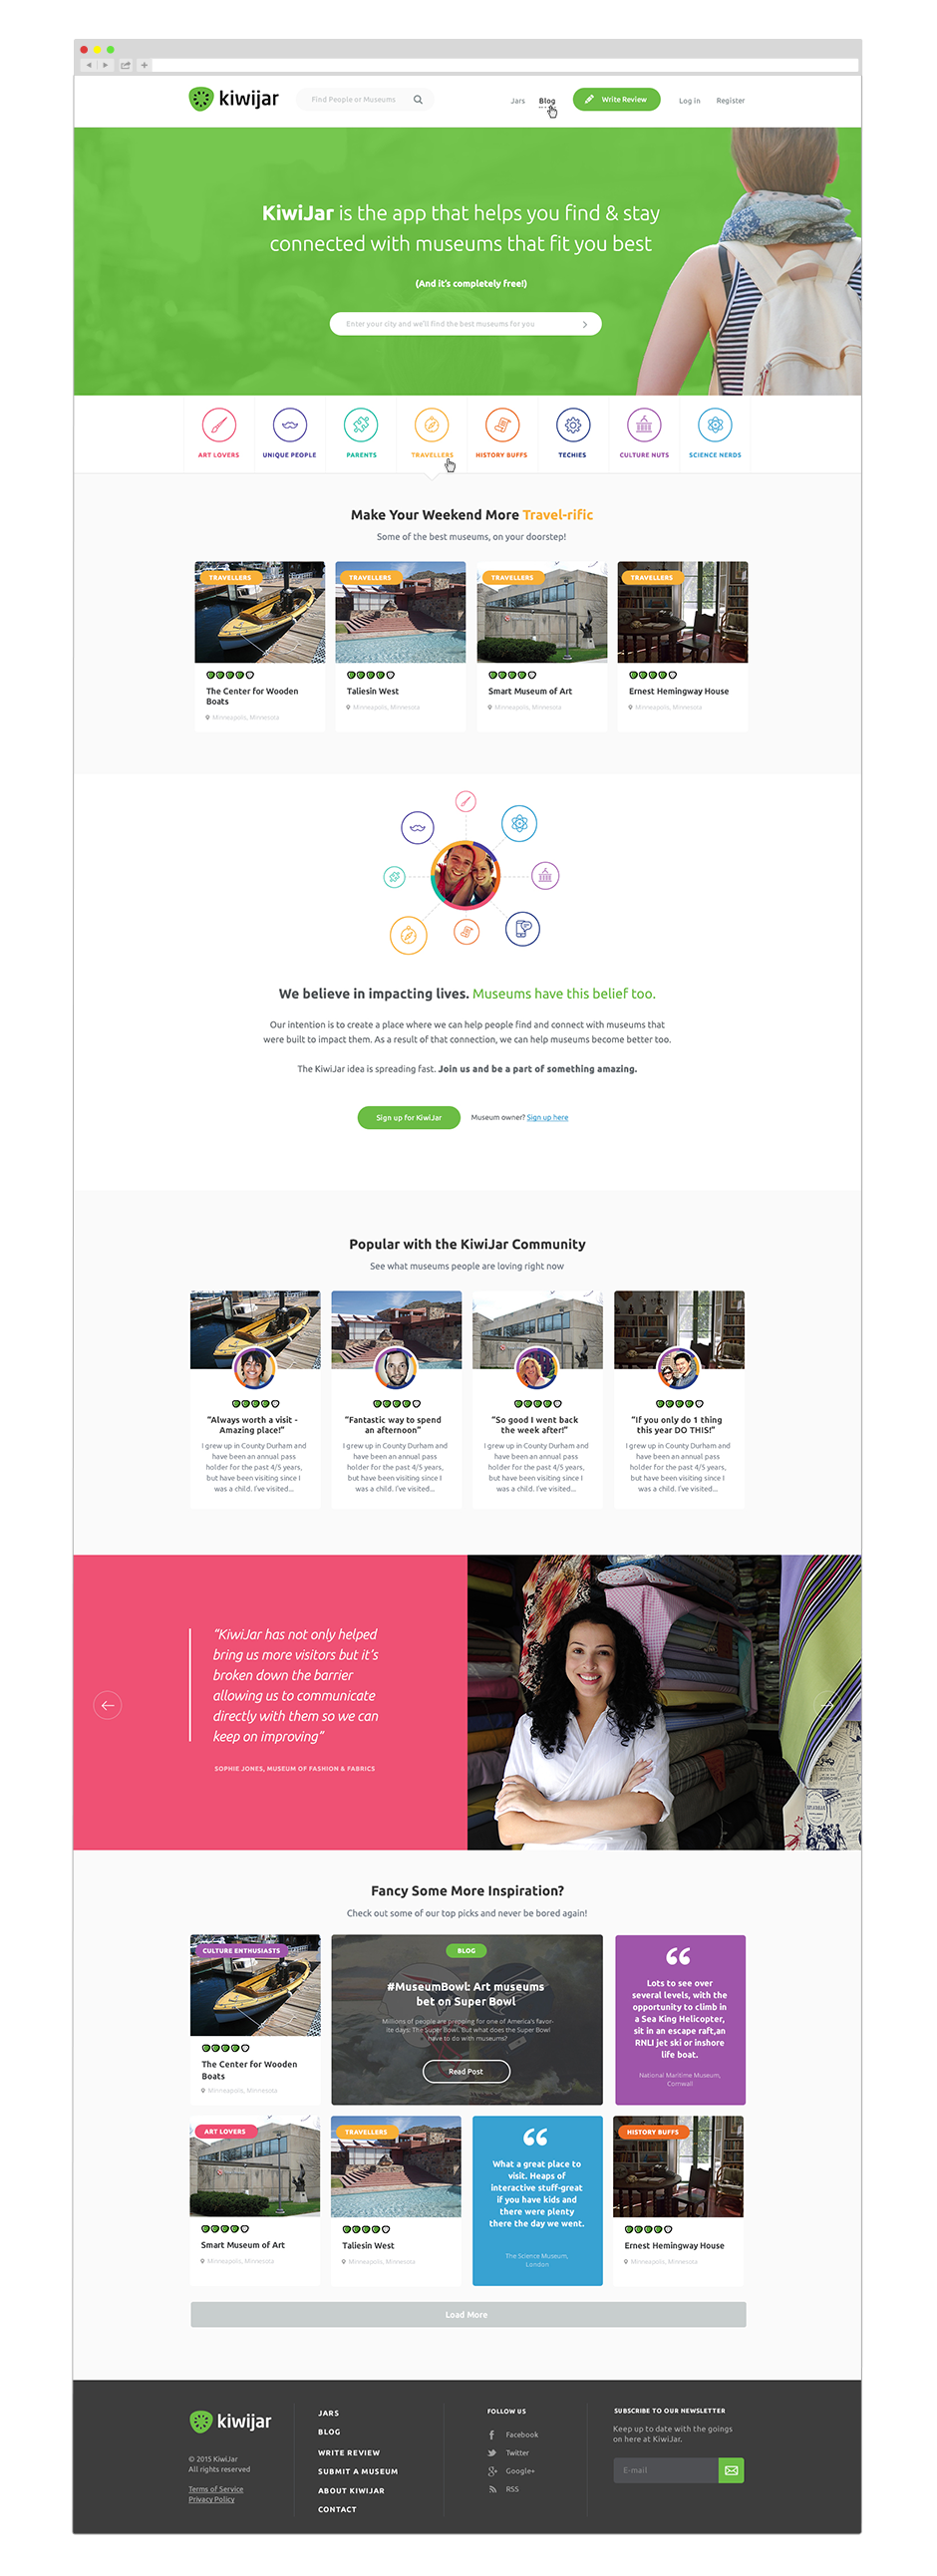 kiwijar
Find People or Museums
Jars
Blog
Write Review
Log in
Register
KiwiJar is the app that helps you find & stay
connected with museums that fit you best
(And it's completely free!)
Enter your city and we'll find the best museums for you
ART LOVERS
UNIQUE PEOPLE
PARENTS
TRAVELLERS
HISTORY BUFFS
TECHIES
CULTURE NUTS
SCIENCE NERDS
Make Your Weekend More Travel-rific
Some of the best museums, on your doorstep!
TRAVELLERS
The Center for Wooden
Boats
Minneapolis, Minnesota
TRAVELLERS
Taliesin West
Minneapolis, Minnesota
TRAVELLERS
Smart Museum of Art
Minneapolis, Minnesota
TRAVELLERS
Ernest Hemingway House
Minneapolis, Minnesota
We believe in impacting lives. Museums have this belief too.
Our intention is to create a place where we can help people find and connect with museums that
were built to impact them. As a result of that connection, we can help museums become better too.
The KiwiJar idea is spreading fast. Join us and be a part of something amazing.
Sign up for KiwiJar
Museum owner? Sign up here
Popular with the KiwiJar Community
See what museums people are loving right now
“Always worth a visit -
Amazing place!”
I grew up in County Durham and
have been an annual pass
holder for the past 4/5 years,
but have been visiting since I
was a child. I've visited...
“Fantastic way to spend
an afternoon”
I grew up in County Durham and
have been an annual pass
holder for the past 4/5 years,
but have been visiting since I
was a child. I've visited...
“So good I went back
the week after!”
I grew up in County Durham and
have been an annual pass
holder for the past 4/5 years,
but have been visiting since I
was a child. I've visited...
“If you only do 1 thing
this year DO THIS!”
I grew up in County Durham and
have been an annual pass
holder for the past 4/5 years,
but have been visiting since I
was a child. I've visited...
“KiwiJar has not only helped
bring us more visitors but it's
broken down the barrier
allowing us to communicate
directly with them so we can
keep on improving”
SOPHIE JONES, MUSEUM OF FASHION & FABRICS
Fancy Some More Inspiration?
Check out some of our top picks and never be bored again!
CULTURE ENTHUSIASTS
The Center for Wooden
Boats
Minneapolis, Minnesota
BLOG
#MuseumBowl: Art museums
bet on Super Bowl
Millions of people are prepping for one of America's favor-
ite days: The Super Bowl. But what does the Super Bowl
have to do with museums?
Read Post
“
Lots to see over
several levels, with the
opportunity to climb in
a Sea King Helicopter,
sit in an escape raft,an
RNLI jet ski or inshore
life boat.
National Maritime Museum,
Cornwall
ART LOVERS
Smart Museum of Art
Minneapolis, Minnesota
TRAVELLERS
Taliesin West
Minneapolis, Minnesota
“
What a great place to
visit. Heaps of
interactive stuff-great
if you have kids and
there were plenty
there the day we went.
The Science Museum,
London
HISTORY BUFFS
Ernest Hemingway House
Minneapolis, Minnesota
Load More
kiwijar
© 2015 KiwiJar
All rights reserved
Terms of Service
Privacy Policy
JARS
BLOG
WRITE REVIEW
SUBMIT A MUSEUM
ABOUT KIWIJAR
CONTACT
FOLLOW US
Facebook
Twitter
Google+
RSS
SUBSCRIBE TO OUR NEWSLETTER
Keep up to date with the goings
on here at KiwiJar.
E-mail